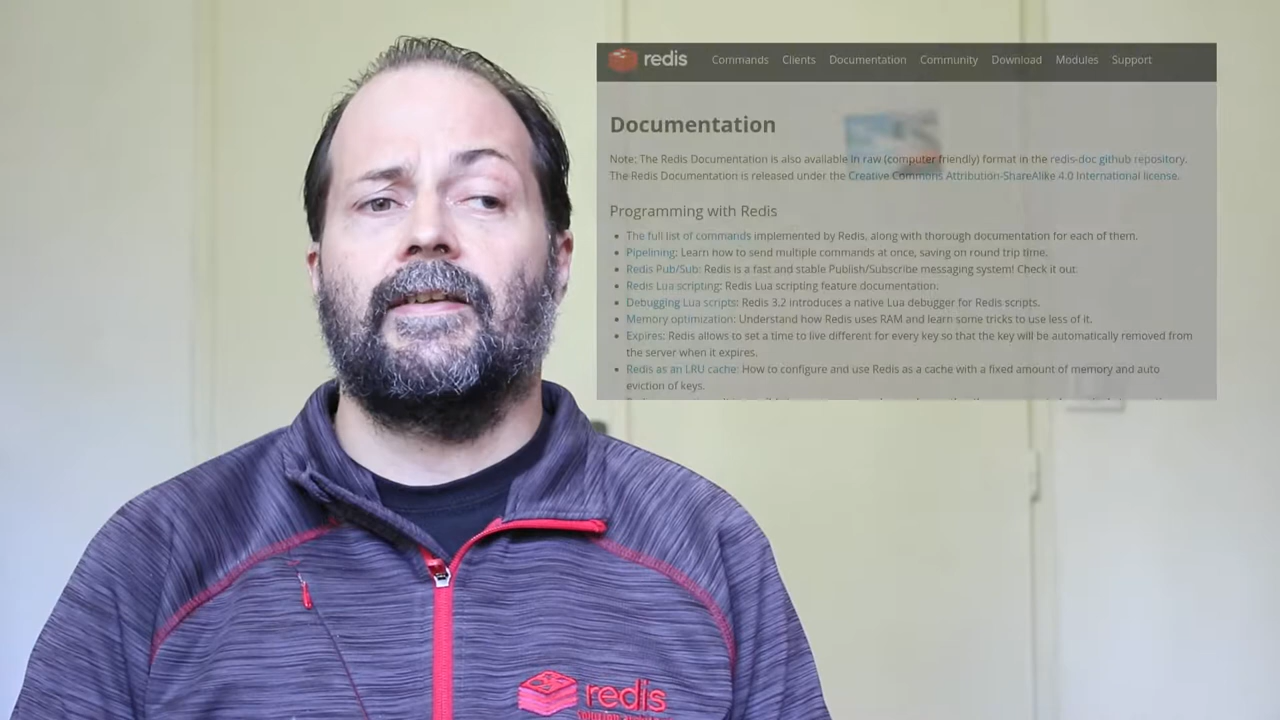 redis Commands Clients Documentation Community Download Modules Support
Documentation
Note: The Redis Documentation is also available in raw (computer friendly) format in the redis-doc github repository.
The Redis Documentation is released under the Creative Commons Attribution-ShareAlike 4.0 International license.
Programming with Redis
The full list of commands implemented by Redis, along with thorough documentation for each of them.
Pipelining: Learn how to send multiple commands at once, saving on round trip time.
Redis Pub/Sub: Redis is a fast and stable Publish/Subscribe messaging system! Check it out.
Redis Lua scripting: Redis Lua scripting feature documentation.
Debugging Lua scripts: Redis 3.2 introduces a native Lua debugger for Redis scripts.
Memory optimization: Understand how Redis uses RAM and learn some tricks to use less of it.
Expires: Redis allows to set a time to live different for every key so that the key will be automatically removed from
the server when it expires.
Redis as an LRU cache: How to configure and use Redis as a cache with a fixed amount of memory and auto
eviction of keys.
redis